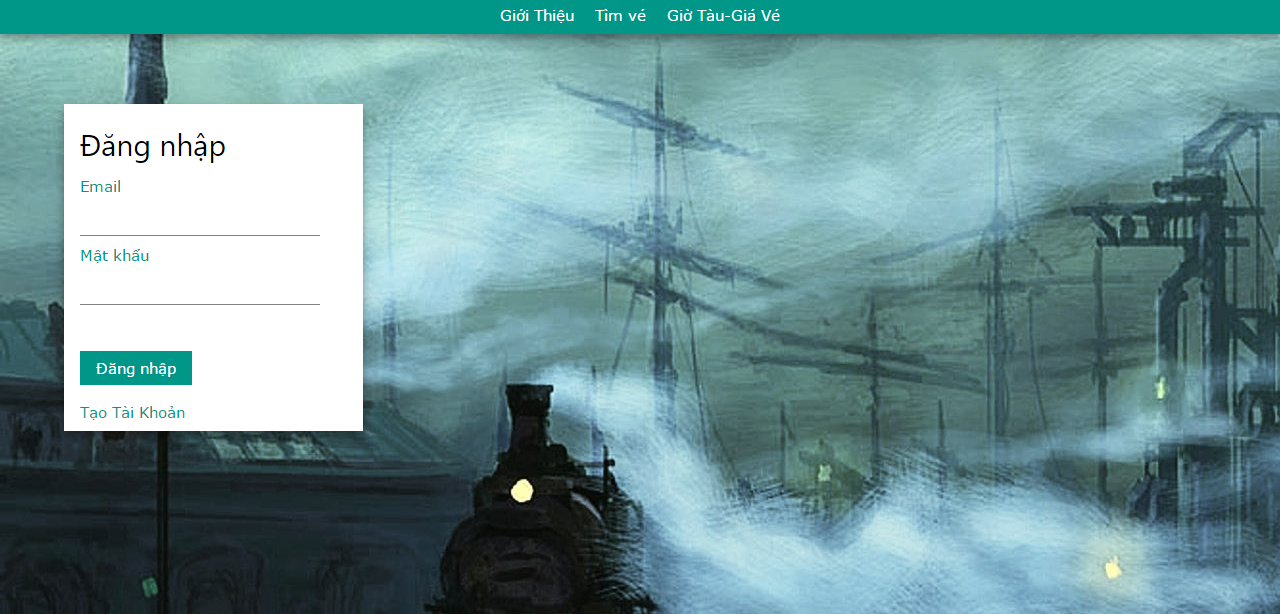 Giới Thiệu Tìm vé Giờ Tàu-Giá Vé
Đăng nhập
Email
Mật khẩu
Đăng nhập
Tạo Tài Khoản